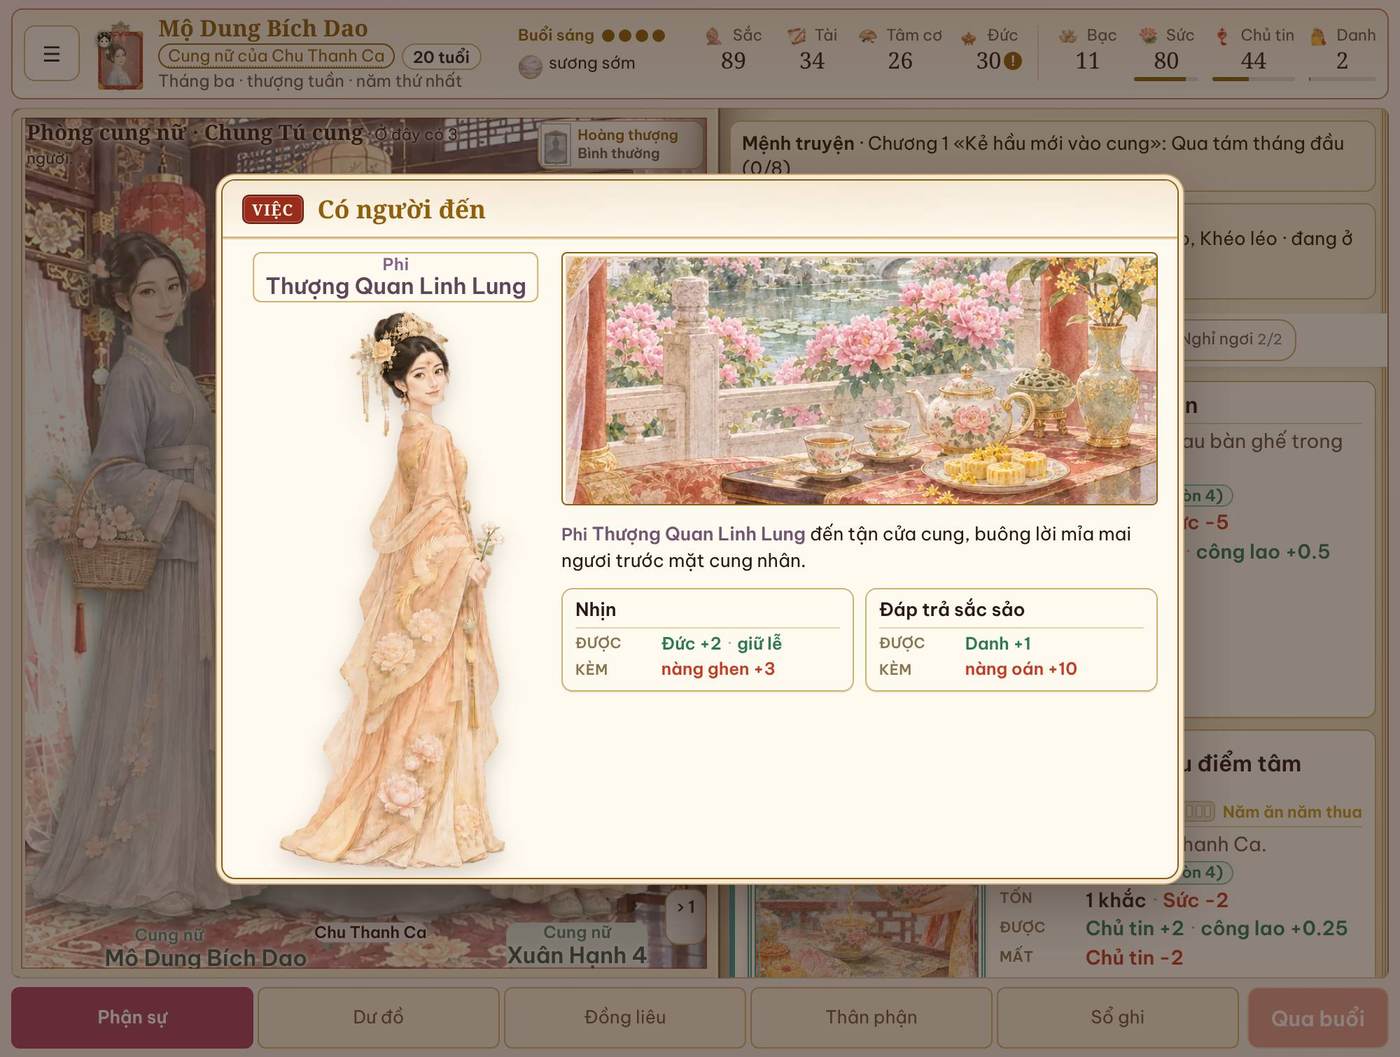 ☰
Mộ Dung Bích Dao
Cung nữ của Chu Thanh Ca
20 tuổi
Tháng ba · thượng tuần · năm thứ nhất
Buổi sáng
sương sớm
Sắc
89
Tài
34
Tâm cơ
26
Đức
30 !
Bạc
11
Sức
80
Chủ tin
44
Danh
2
Phòng cung nữ · Chung Tú cung · Ở đây có 3
người.
Hoàng thượng
Bình thường
Mệnh truyện · Chương 1 «Kẻ hầu mới vào cung»: Qua tám tháng đầu
(0/8)
, Khéo léo · đang ở
Nghỉ ngơi 2/2
VIỆC
Có người đến
Phi
Thượng Quan Linh Lung
Phi Thượng Quan Linh Lung đến tận cửa cung, buông lời mỉa mai
ngươi trước mặt cung nhân.
Nhịn
ĐƯỢC Đức +2 · giữ lễ
KÈM nàng ghen +3
Đáp trả sắc sảo
ĐƯỢC Danh +1
KÈM nàng oán +10
bàn ghế trong
4)
-5
· công lao +0.5
điểm tâm
Năm ăn năm thua
Thanh Ca.
4)
TỐN 1 khắc · Sức -2
ĐƯỢC Chủ tin +2 · công lao +0.25
MẤT Chủ tin -2
Cung nữ
Mộ Dung Bích Dao
Chu Thanh Ca
Cung nữ
Xuân Hạnh 4
› 1
Phận sự
Dư đồ
Đồng liêu
Thân phận
Sổ ghi
Qua buổi